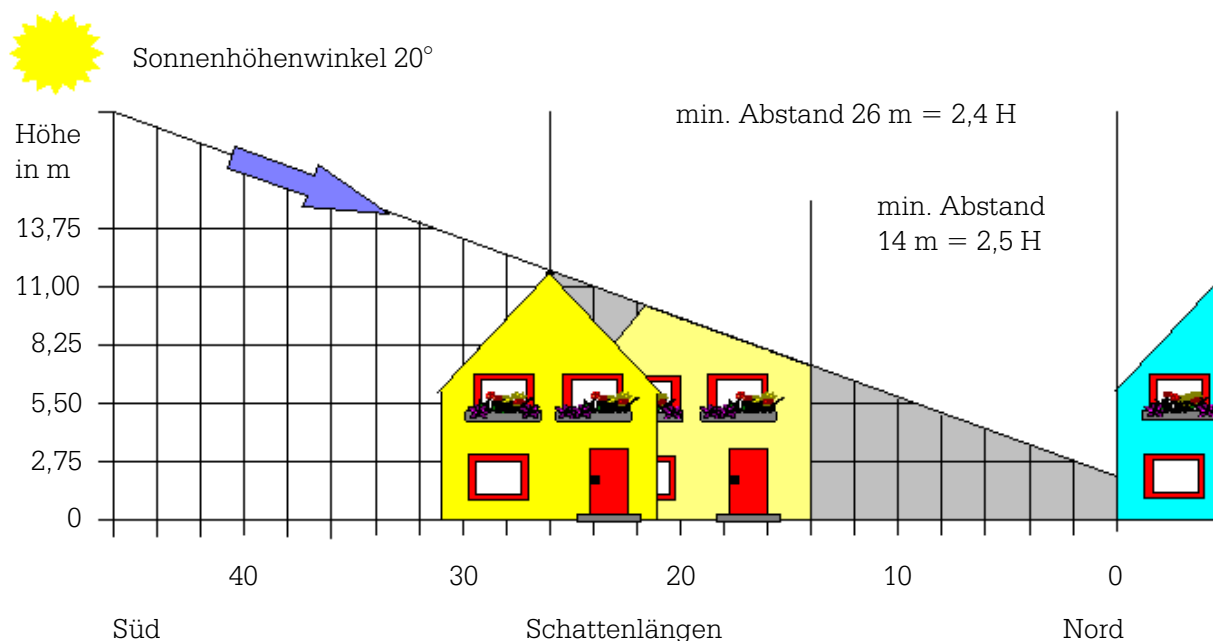 Sonnenhöhenwinkel 20°
min. Abstand 26 m = 2,4 H
Höhe
in m
min. Abstand
14 m = 2,5 H
13,75
11,00
8,25
5,50
2,75
0
40 30 20 10 0
Süd Schattenlängen Nord